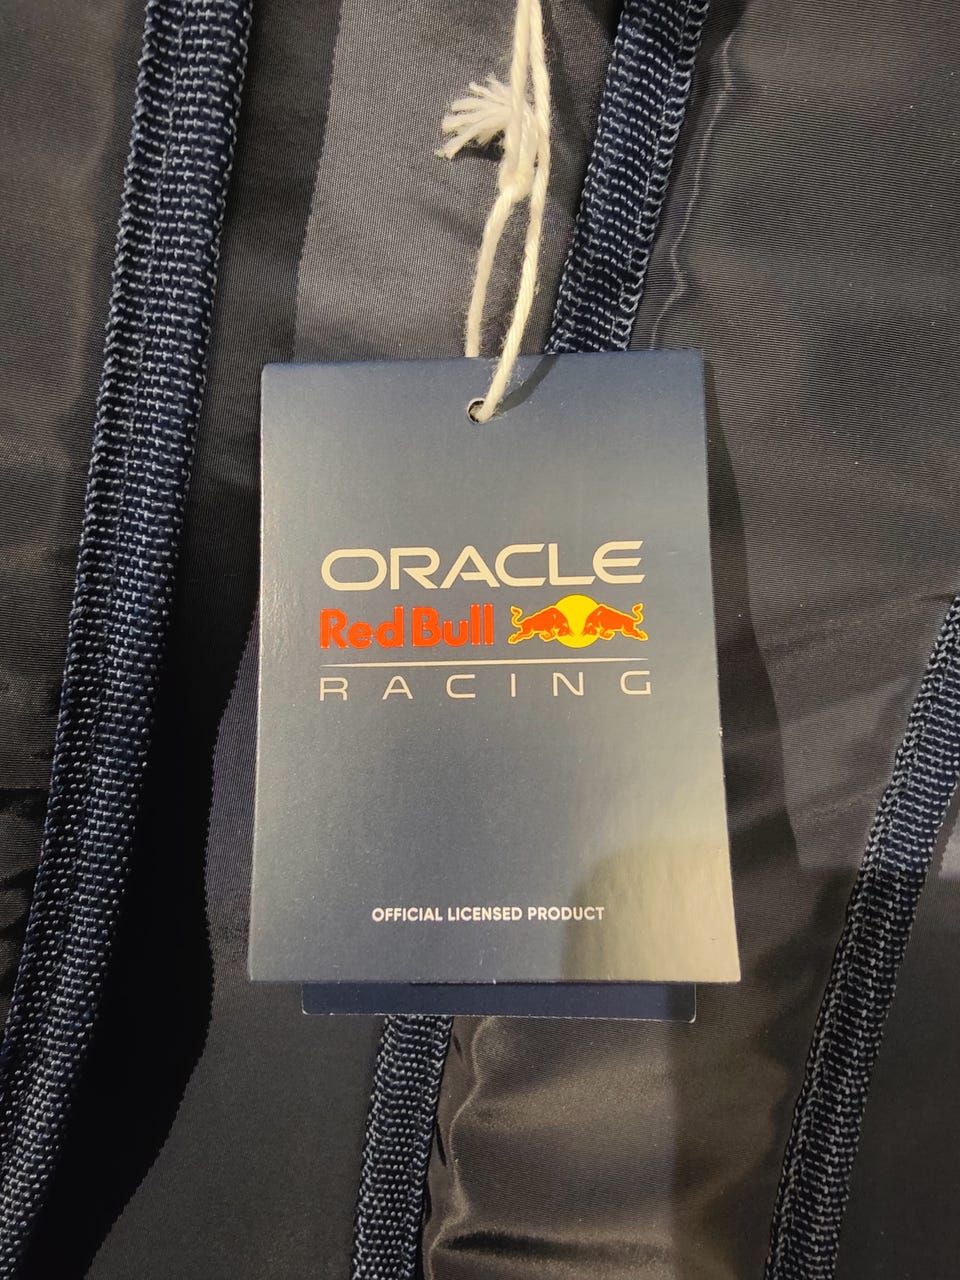 ORACLE
Red Bull
RACING
OFFICIAL LICENSED PRODUCT